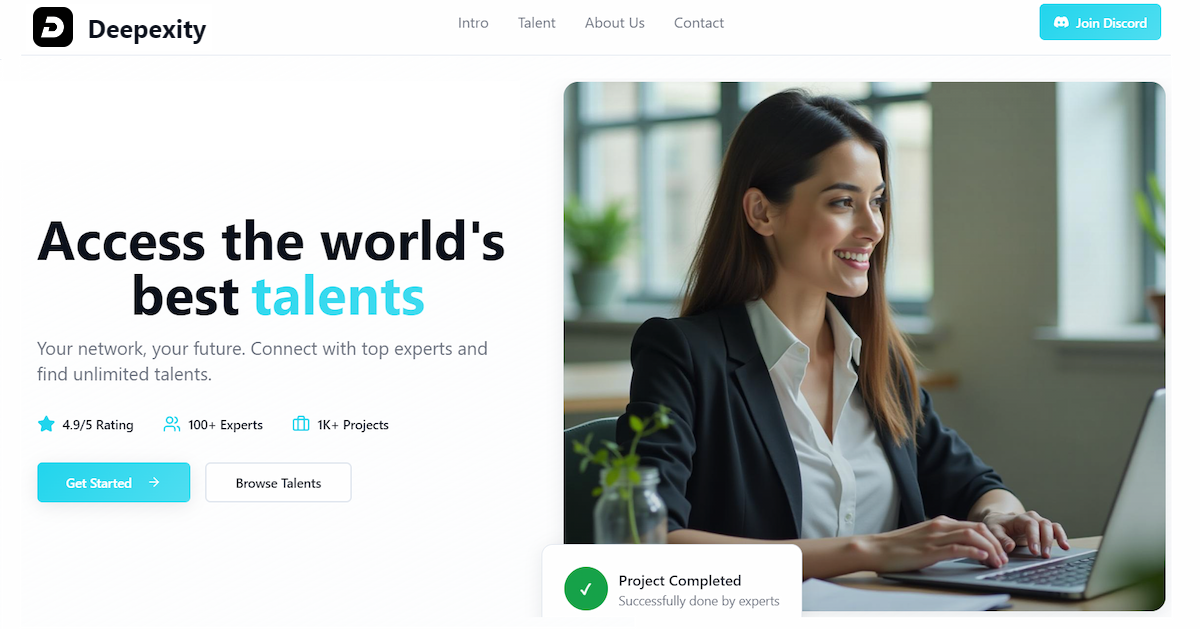 Deepexity
Intro
Talent
About Us
Contact
Join Discord
Access the world's
best talents
Your network, your future. Connect with top experts and
find unlimited talents.
4.9/5 Rating
100+ Experts
1K+ Projects
Get Started
Browse Talents
Project Completed
Successfully done by experts